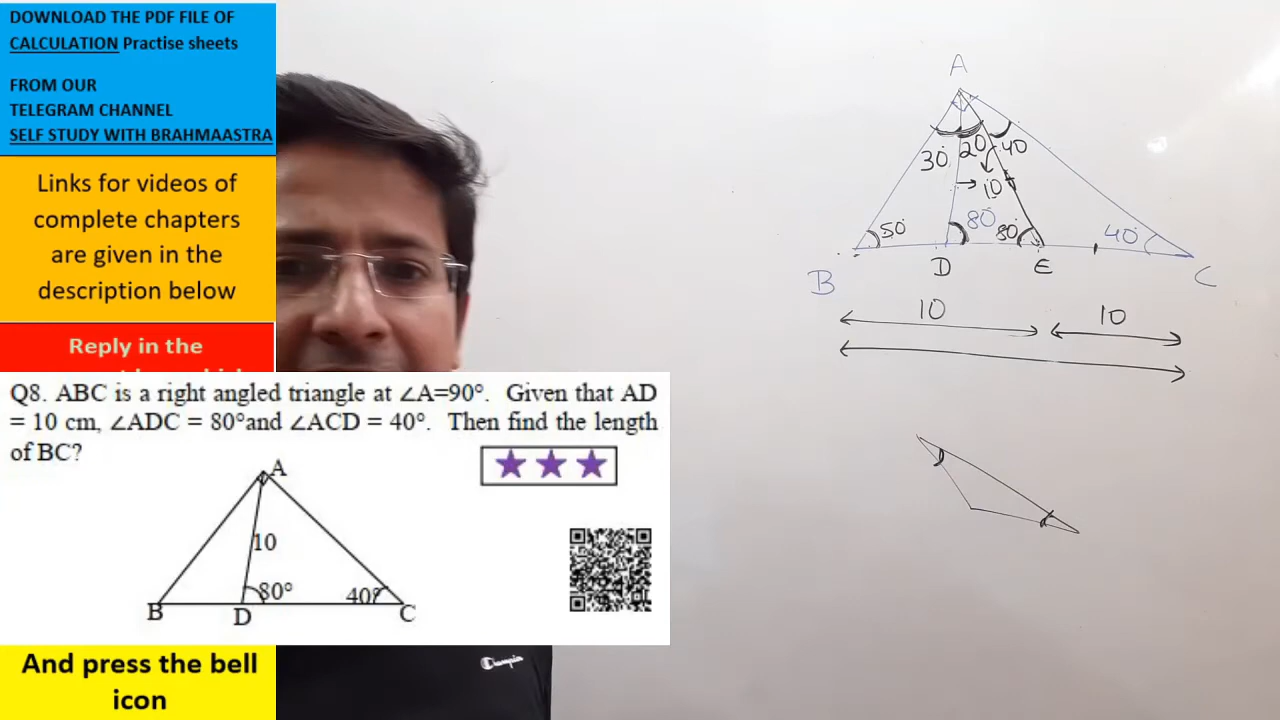 DOWNLOAD THE PDF FILE OF
CALCULATION Practise sheets
FROM OUR
TELEGRAM CHANNEL
SELF STUDY WITH BRAHMAASTRA
Links for videos of
complete chapters
are given in the
description below
Reply in the
Q8. ABC is a right angled triangle at ∠A=90°. Given that AD
= 10 cm, ∠ADC = 80°and ∠ACD = 40°. Then find the length
of BC?
A
10
80°
40°
B
D
C
And press the bell
icon
Champion
A
30°
20°
40°
10
50°
80°
80°
40°
B
D
E
C
10
10